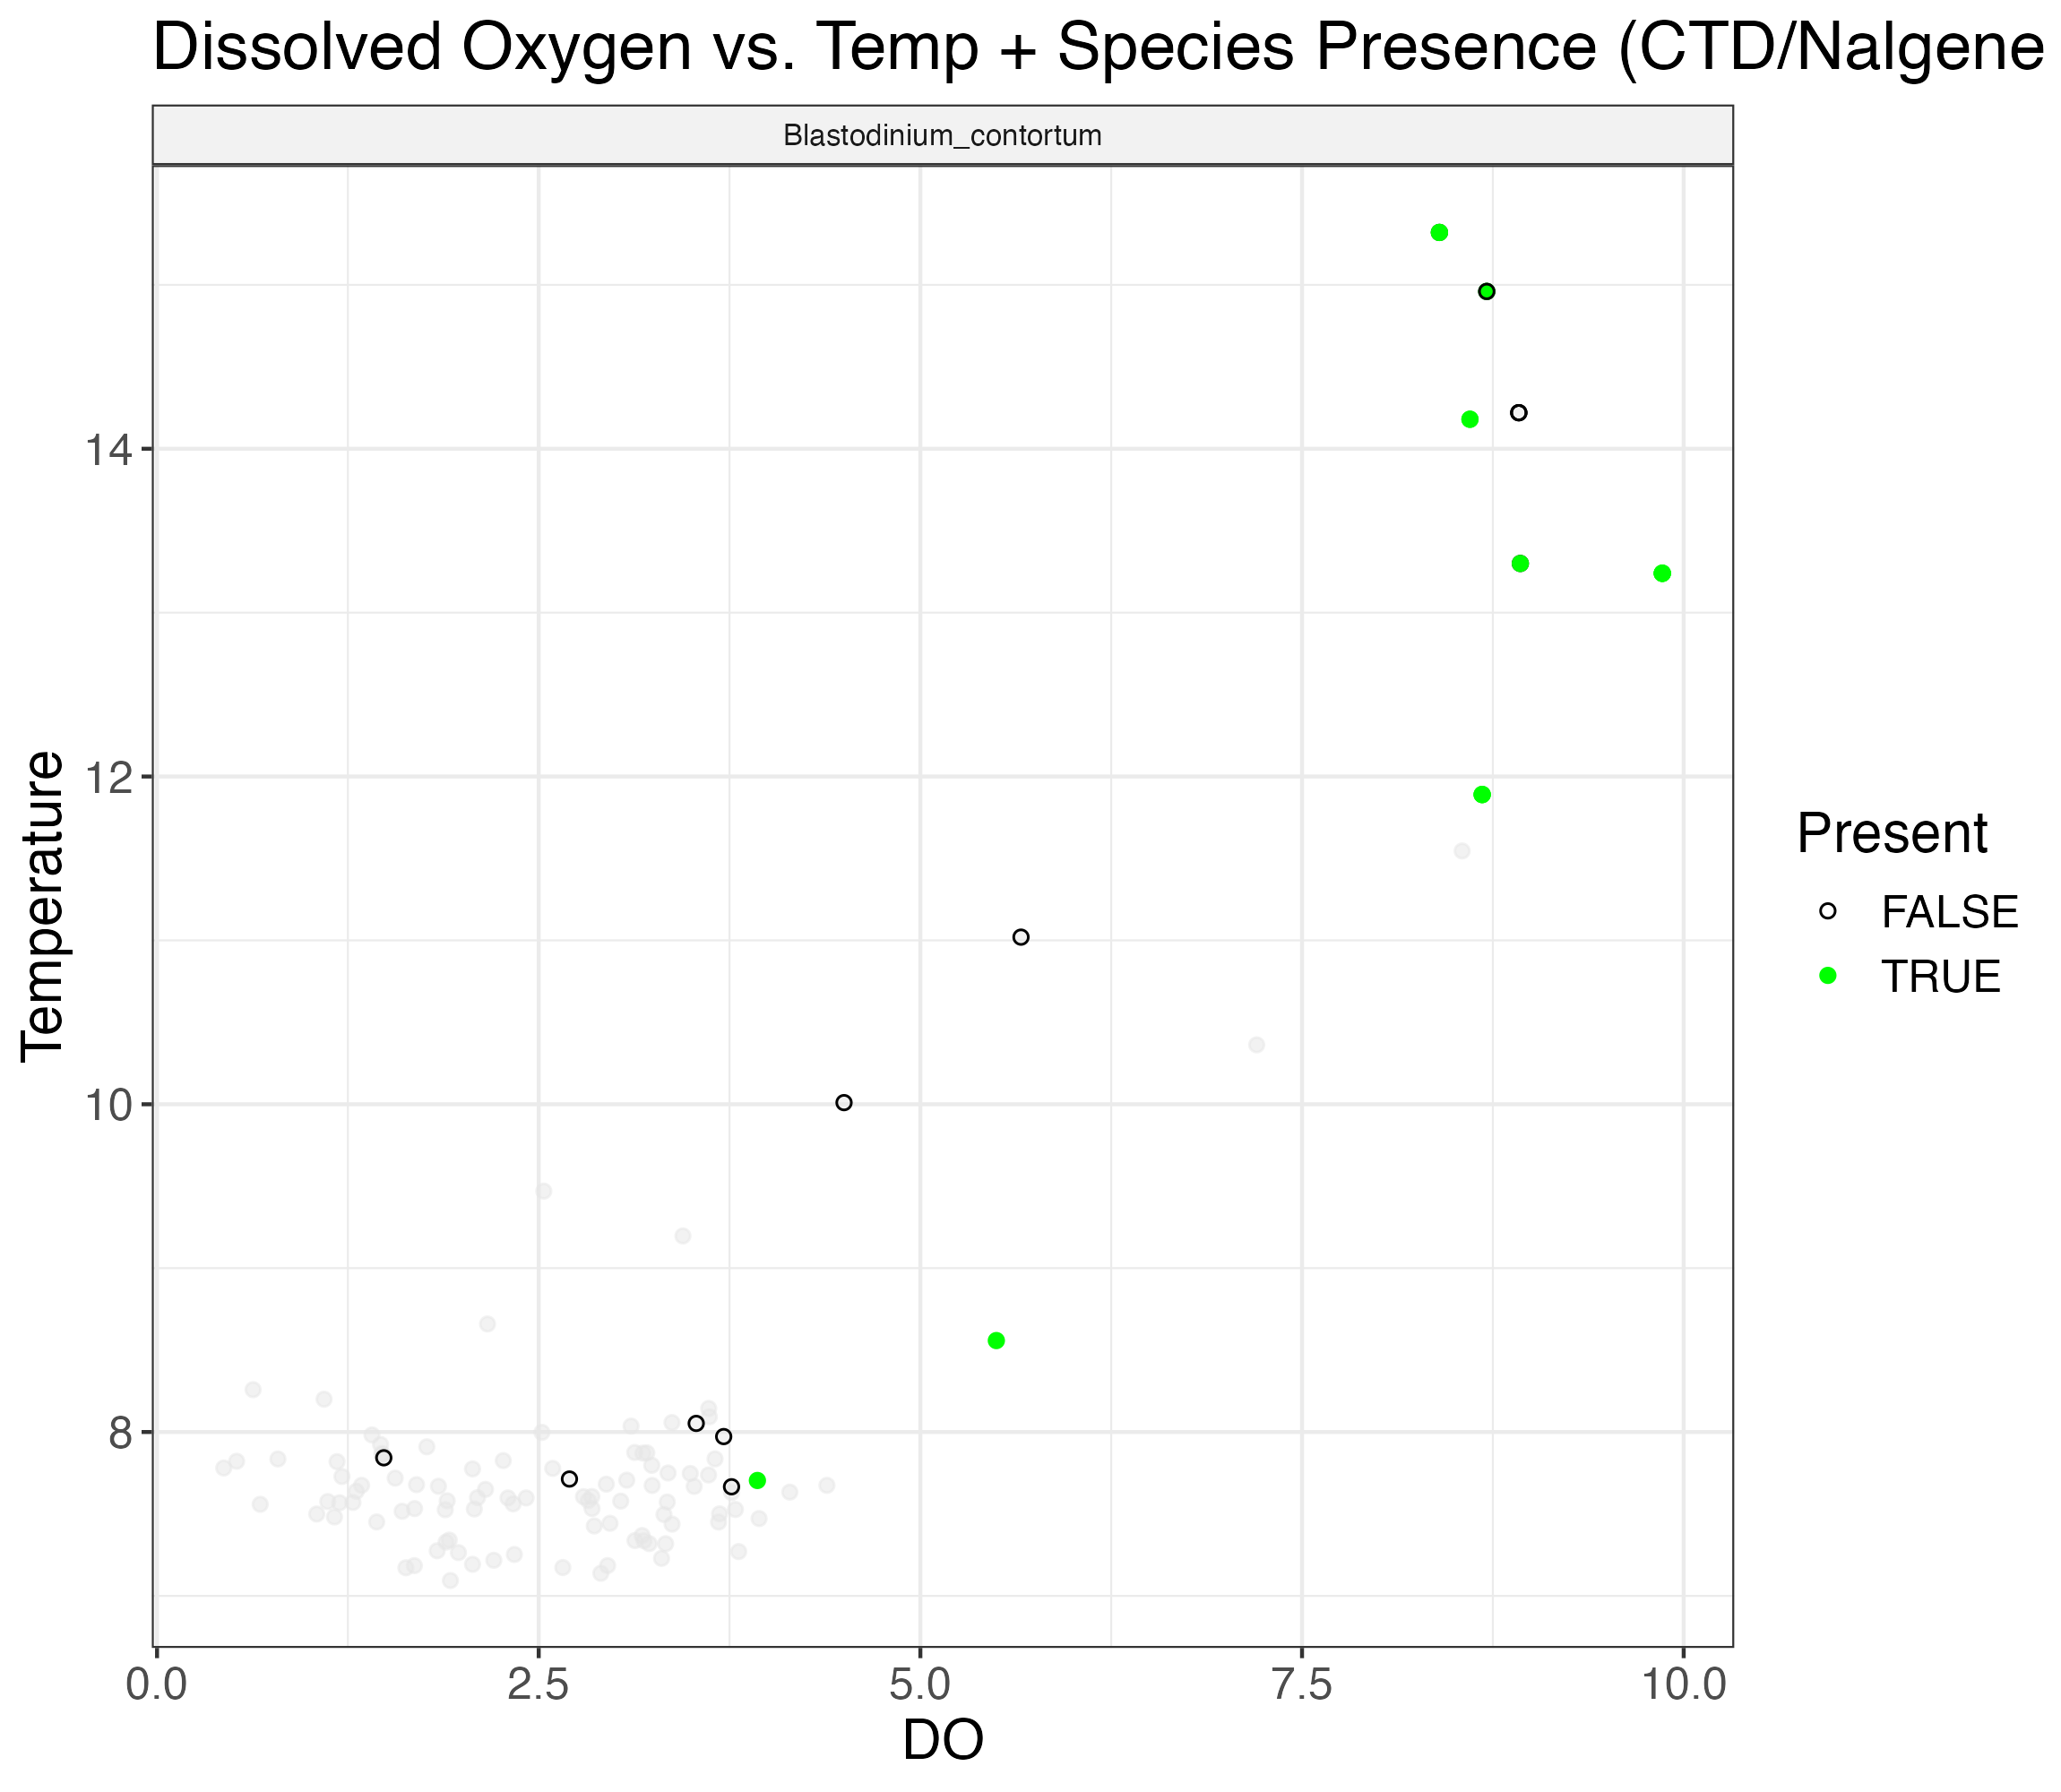 Dissolved Oxygen vs. Temp + Species Presence (CTD/Nalgene
Blastodinium_contortum
Temperature
14
12
10
8
0.0 2.5 5.0 7.5 10.0
DO
Present
FALSE
TRUE